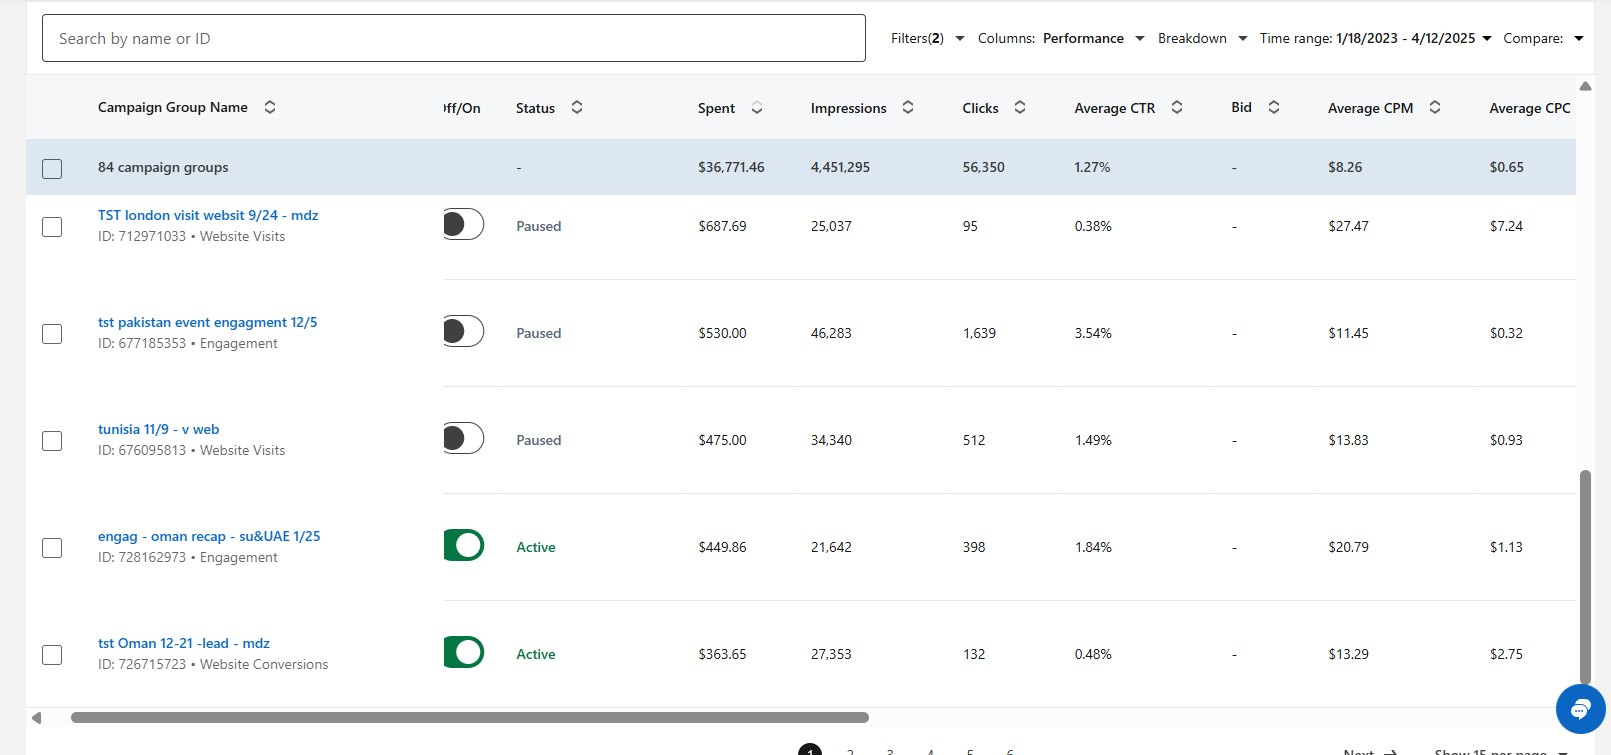 Search by name or ID
Filters(2) Columns: Performance Breakdown Time range: 1/18/2023 - 4/12/2025 Compare:
Campaign Group Name Off/On Status Spent Impressions Clicks Average CTR Bid Average CPM Average CPC
84 campaign groups - $36,771.46 4,451,295 56,350 1.27% - $8.26 $0.65
TST london visit websit 9/24 - mdz
ID: 712971033 • Website Visits
Paused $687.69 25,037 95 0.38% - $27.47 $7.24
tst pakistan event engagment 12/5
ID: 677185353 • Engagement
Paused $530.00 46,283 1,639 3.54% - $11.45 $0.32
tunisia 11/9 - v web
ID: 676095813 • Website Visits
Paused $475.00 34,340 512 1.49% - $13.83 $0.93
engag - oman recap - su&UAE 1/25
ID: 728162973 • Engagement
Active $449.86 21,642 398 1.84% - $20.79 $1.13
tst Oman 12-21 -lead - mdz
ID: 726715723 • Website Conversions
Active $363.65 27,353 132 0.48% - $13.29 $2.75
1 2 3 4 5 6 Next Show 15 per page